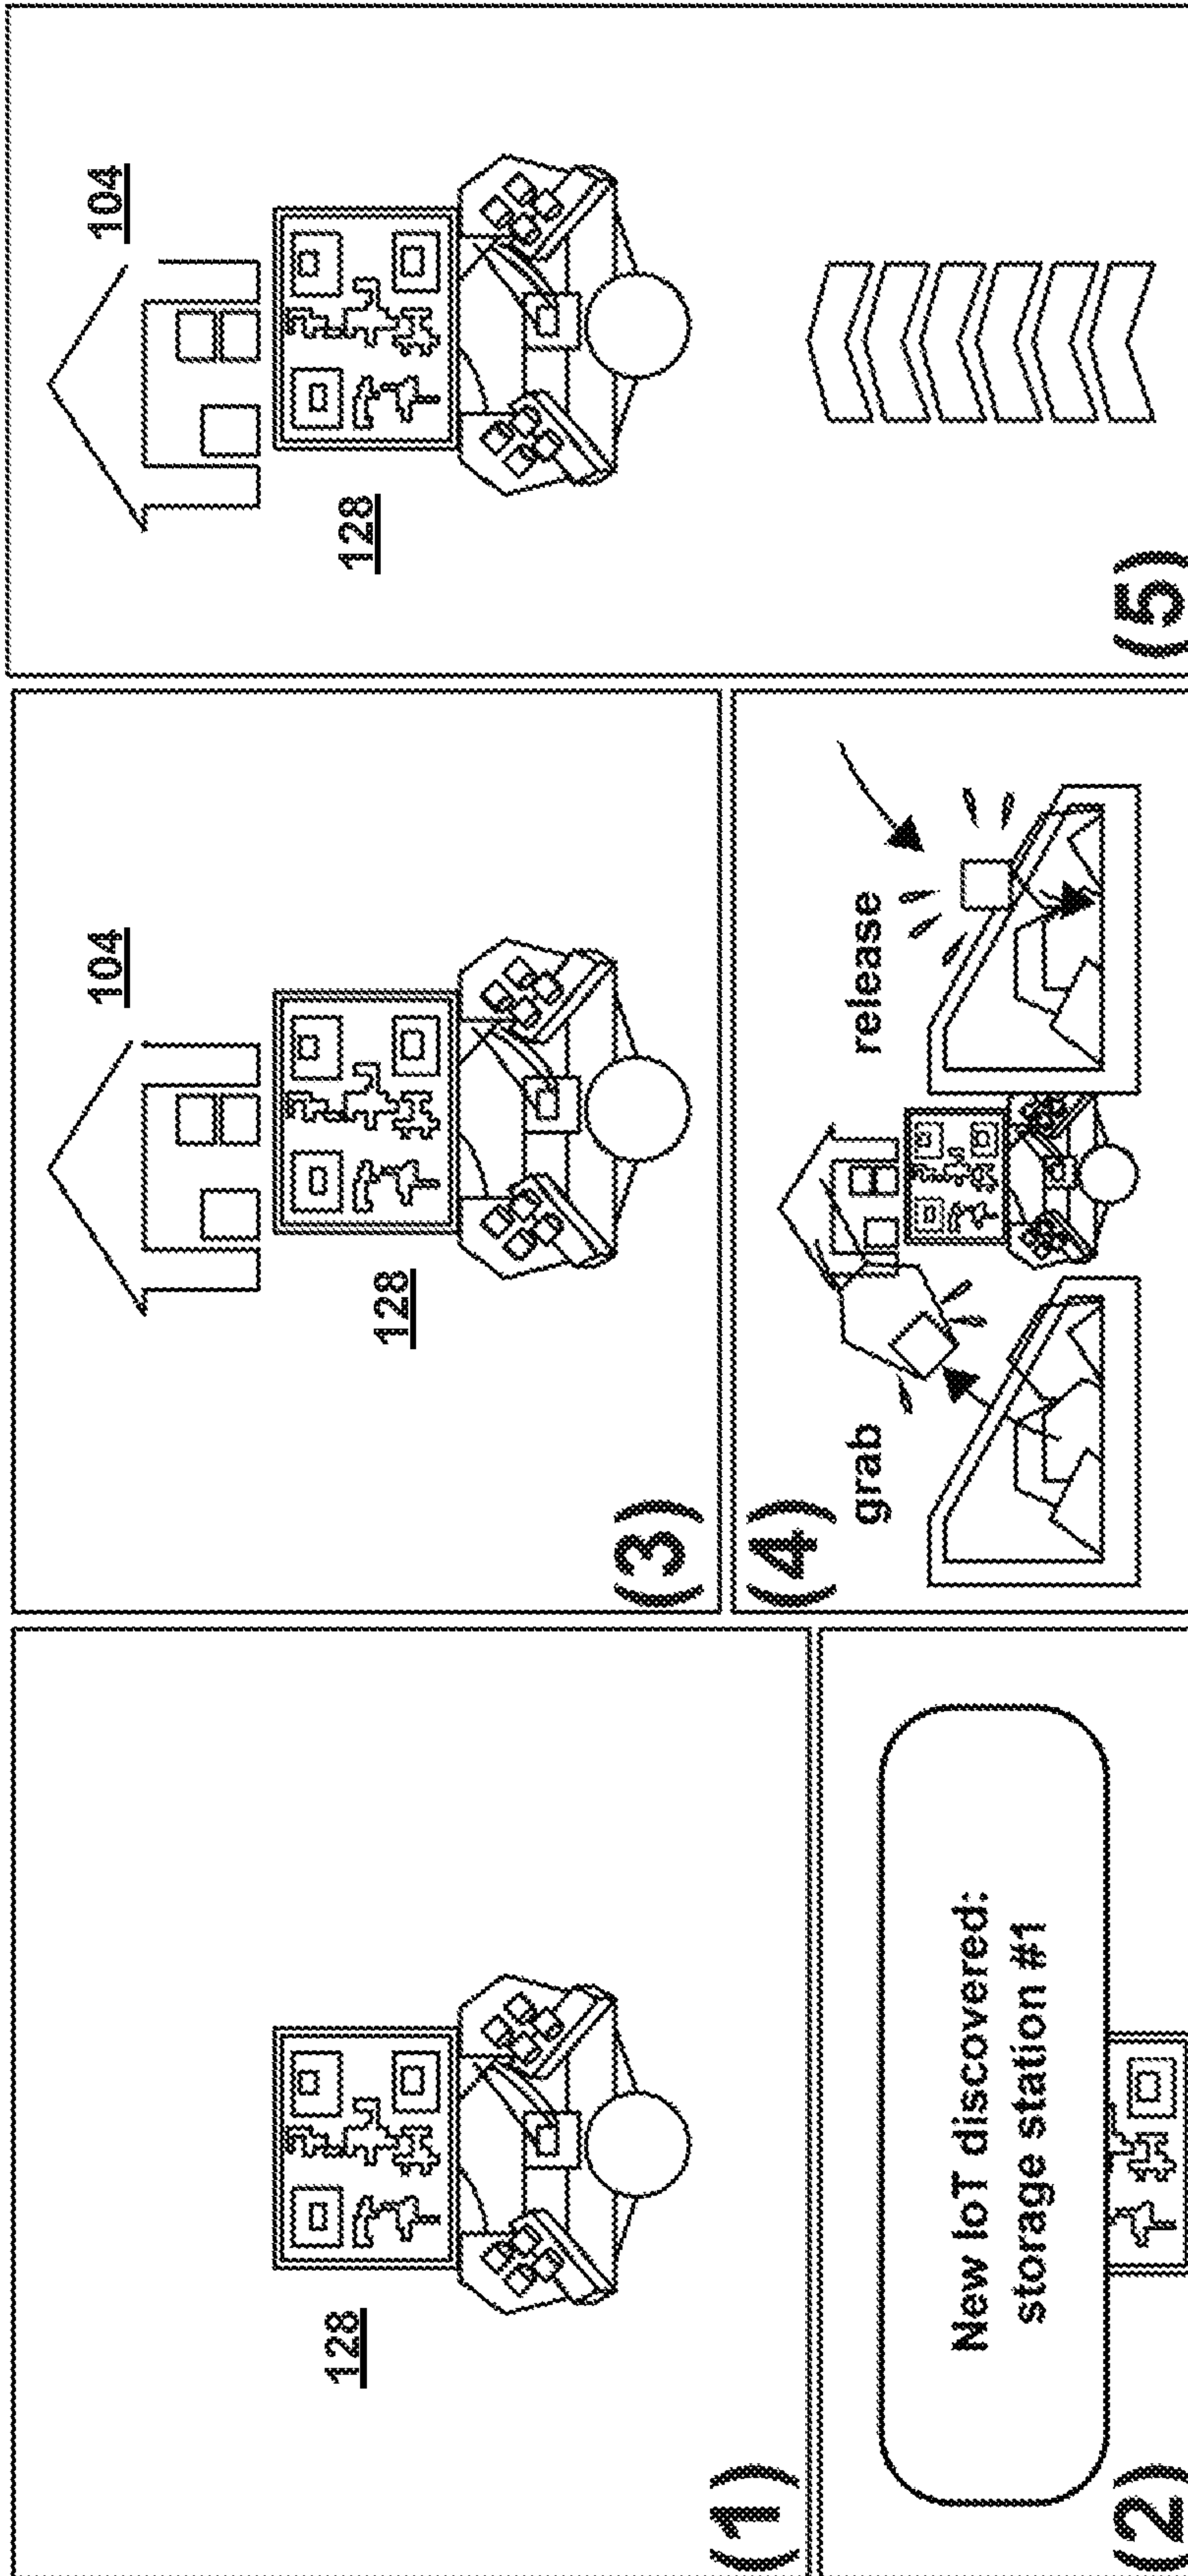 128
(1)
New IoT discovered:
storage station #1
(2)
104
128
(3)
(4)
grab
release
104
128
(5)